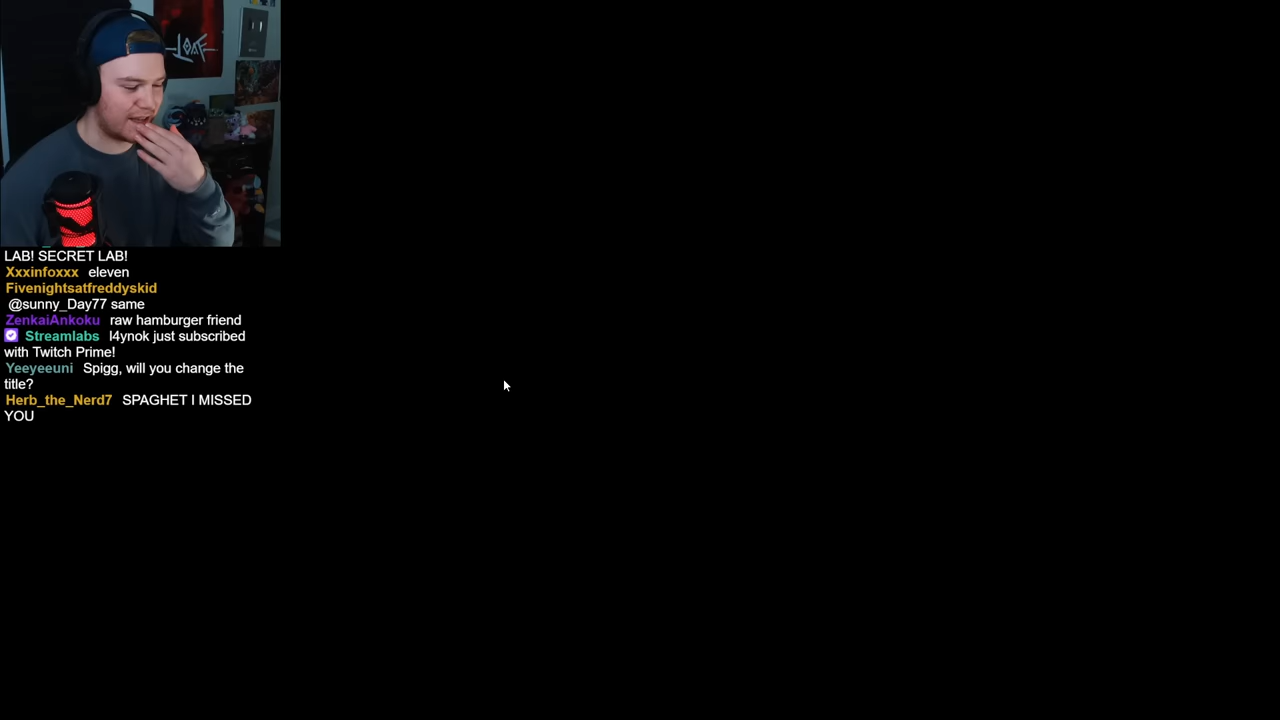 LOAF
LAB! SECRET LAB!
Xxxinfoxxx eleven
Fivenightsatfreddyskid
@sunny_Day77 same
ZenkaiAnkoku raw hamburger friend
Streamlabs l4ynok just subscribed
with Twitch Prime!
Yeeyeeuni Spigg, will you change the
title?
Herb_the_Nerd7 SPAGHET I MISSED
YOU